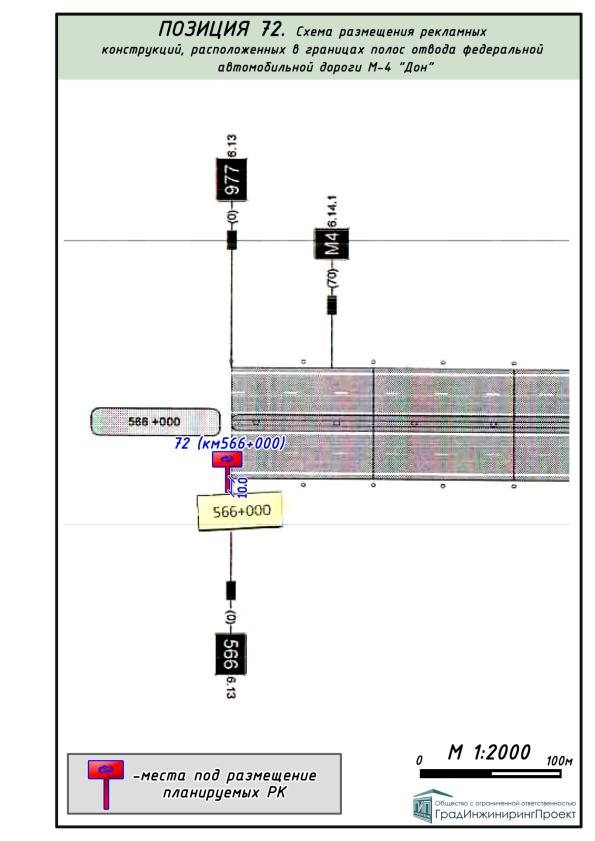 ПОЗИЦИЯ 72. Схема размещения рекламных
конструкций, расположенных в границах полос отвода федеральной
автомобильной дороги М-4 "Дон"
6.13
977
(0)
6.14.1
М4
(70)
566 +000
72 (км566+000)
10.0
566+000
(0)
566
6.13
-места под размещение
планируемых РК
М 1:2000
0
100м
Общество с ограниченной ответственностью
ГрадИнжинирингПроект